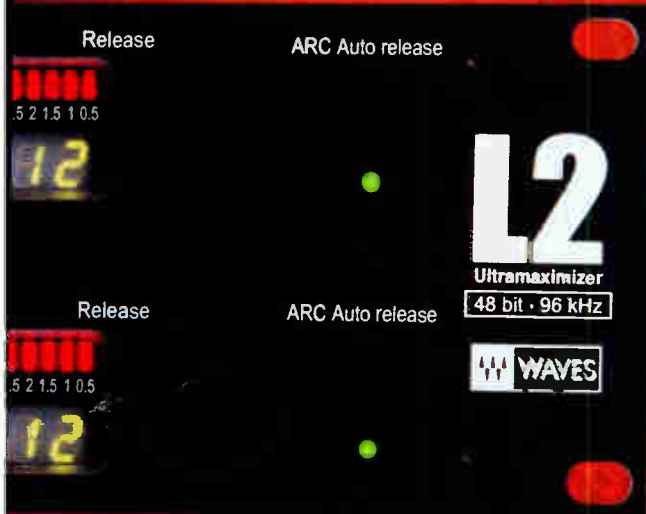 Release
ARC Auto release
.5 2 1.5 1 0.5
12
L2
Ultramaximizer
48 bit · 96 kHz
Release
ARC Auto release
WAVES
.5 2 1.5 1 0.5
12